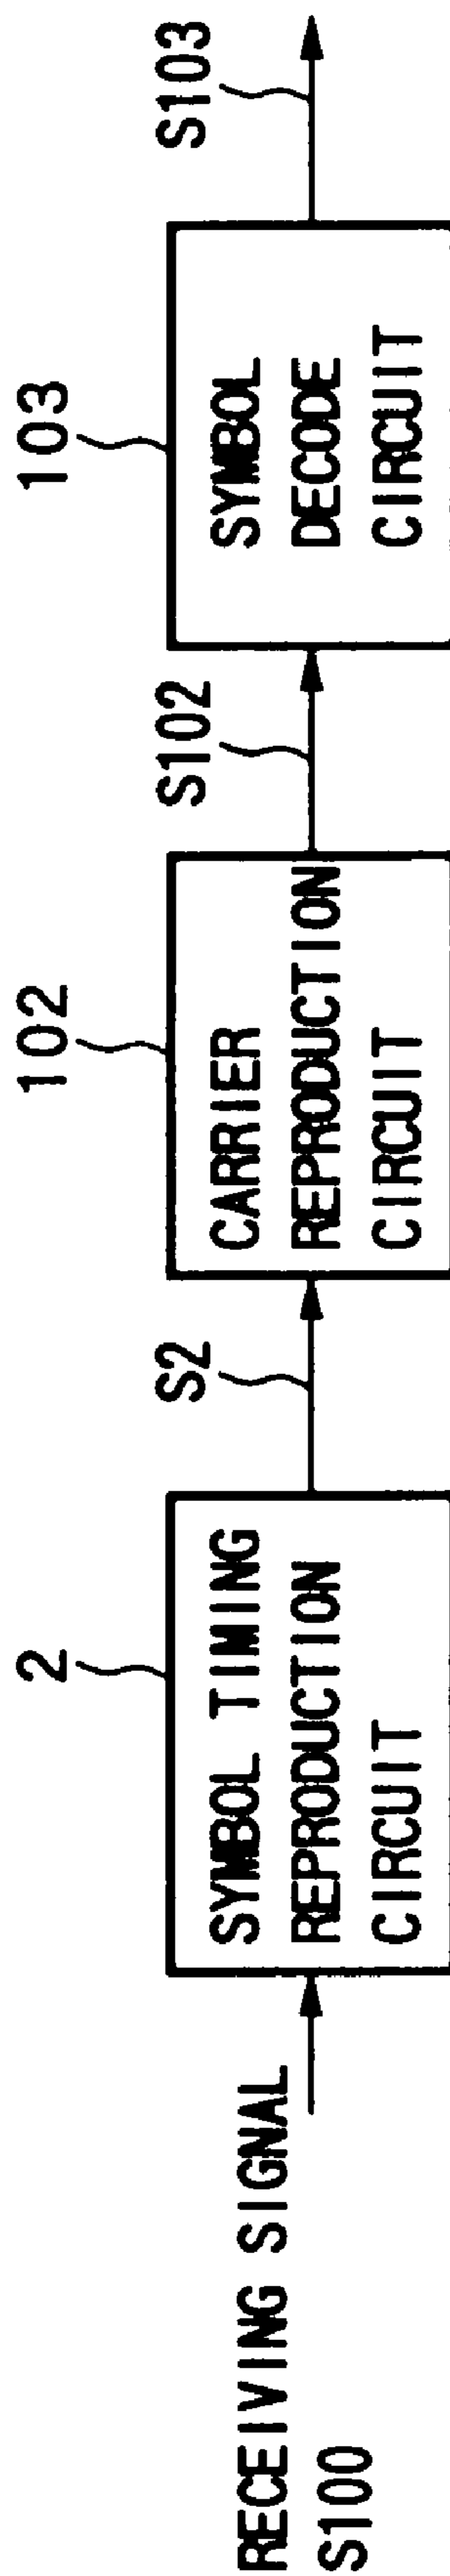 RECEIVING SIGNAL
S100
2
SYMBOL TIMING
REPRODUCTION
CIRCUIT
S2
102
CARRIER
REPRODUCTION
CIRCUIT
S102
103
SYMBOL
DECODE
CIRCUIT
S103